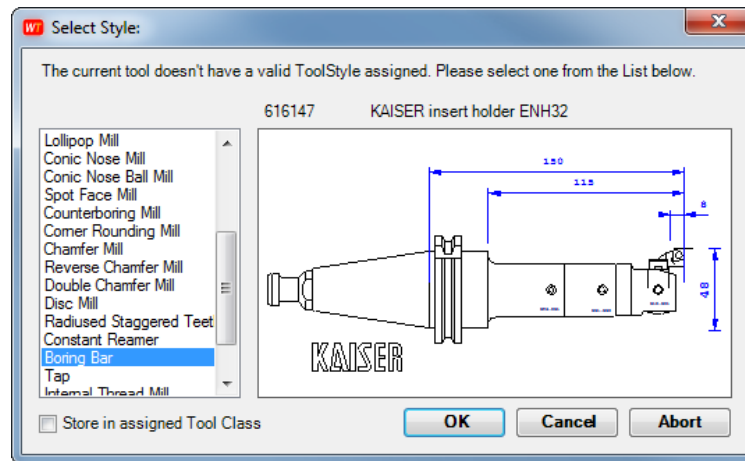 WT Select Style:
The current tool doesn't have a valid ToolStyle assigned. Please select one from the List below.
616147 KAISER insert holder ENH32
Lollipop Mill
Conic Nose Mill
Conic Nose Ball Mill
Spot Face Mill
Counterboring Mill
Corner Rounding Mill
Chamfer Mill
Reverse Chamfer Mill
Double Chamfer Mill
Disc Mill
Radiused Staggered Teet
Constant Reamer
Boring Bar
Tap
Internal Thread Mill
150
115
8
48
KAISER
Store in assigned Tool Class
OK
Cancel
Abort